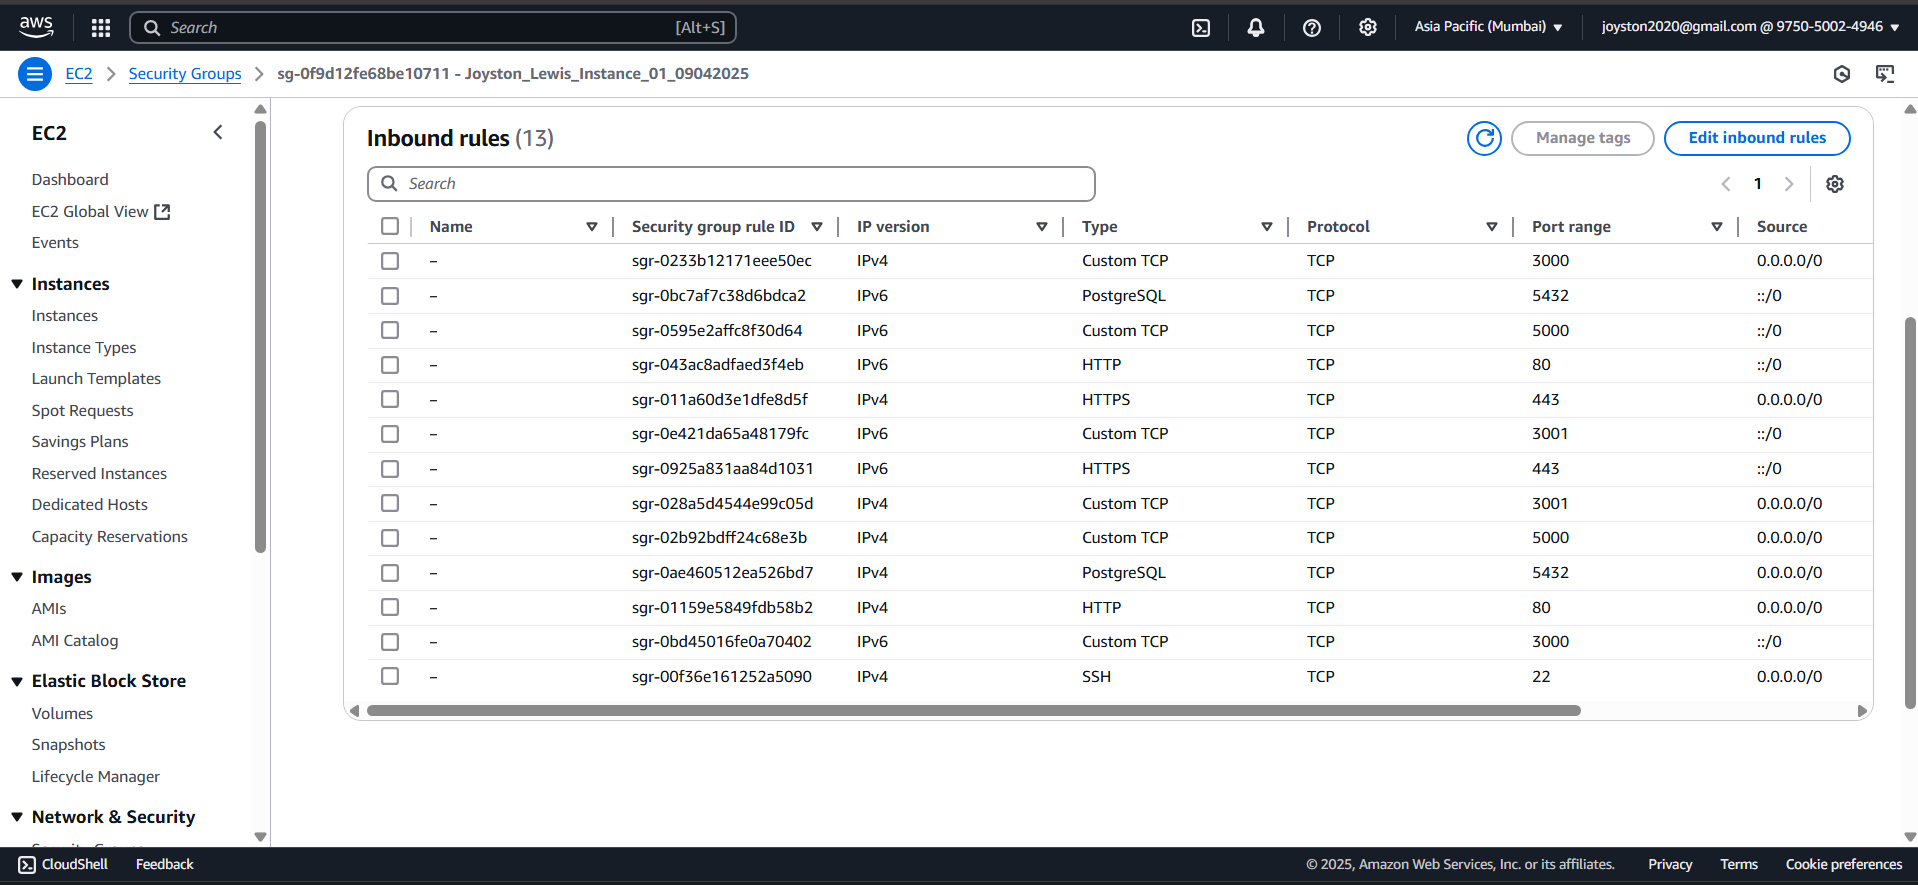 aws Search [Alt+S] Asia Pacific (Mumbai) joyston2020@gmail.com @ 9750-5002-4946
EC2 Security Groups sg-0f9d12fe68be10711 - Joyston_Lewis_Instance_01_09042025
EC2
Dashboard
EC2 Global View
Events
Instances
Instances
Instance Types
Launch Templates
Spot Requests
Savings Plans
Reserved Instances
Dedicated Hosts
Capacity Reservations
Images
AMIs
AMI Catalog
Elastic Block Store
Volumes
Snapshots
Lifecycle Manager
Network & Security
Inbound rules (13) Manage tags Edit inbound rules
Search 1
Name Security group rule ID IP version Type Protocol Port range Source
– sgr-0233b12171eee50ec IPv4 Custom TCP TCP 3000 0.0.0.0/0
– sgr-0bc7af7c38d6bdca2 IPv6 PostgreSQL TCP 5432 ::/0
– sgr-0595e2affc8f30d64 IPv6 Custom TCP TCP 5000 ::/0
– sgr-043ac8adfaed3f4eb IPv6 HTTP TCP 80 ::/0
– sgr-011a60d3e1dfe8d5f IPv4 HTTPS TCP 443 0.0.0.0/0
– sgr-0e421da65a48179fc IPv6 Custom TCP TCP 3001 ::/0
– sgr-0925a831aa84d1031 IPv6 HTTPS TCP 443 ::/0
– sgr-028a5d4544e99c05d IPv4 Custom TCP TCP 3001 0.0.0.0/0
– sgr-02b92bdff24c68e3b IPv4 Custom TCP TCP 5000 0.0.0.0/0
– sgr-0ae460512ea526bd7 IPv4 PostgreSQL TCP 5432 0.0.0.0/0
– sgr-01159e5849fdb58b2 IPv4 HTTP TCP 80 0.0.0.0/0
– sgr-0bd45016fe0a70402 IPv6 Custom TCP TCP 3000 ::/0
– sgr-00f36e161252a5090 IPv4 SSH TCP 22 0.0.0.0/0
CloudShell Feedback © 2025, Amazon Web Services, Inc. or its affiliates. Privacy Terms Cookie preferences